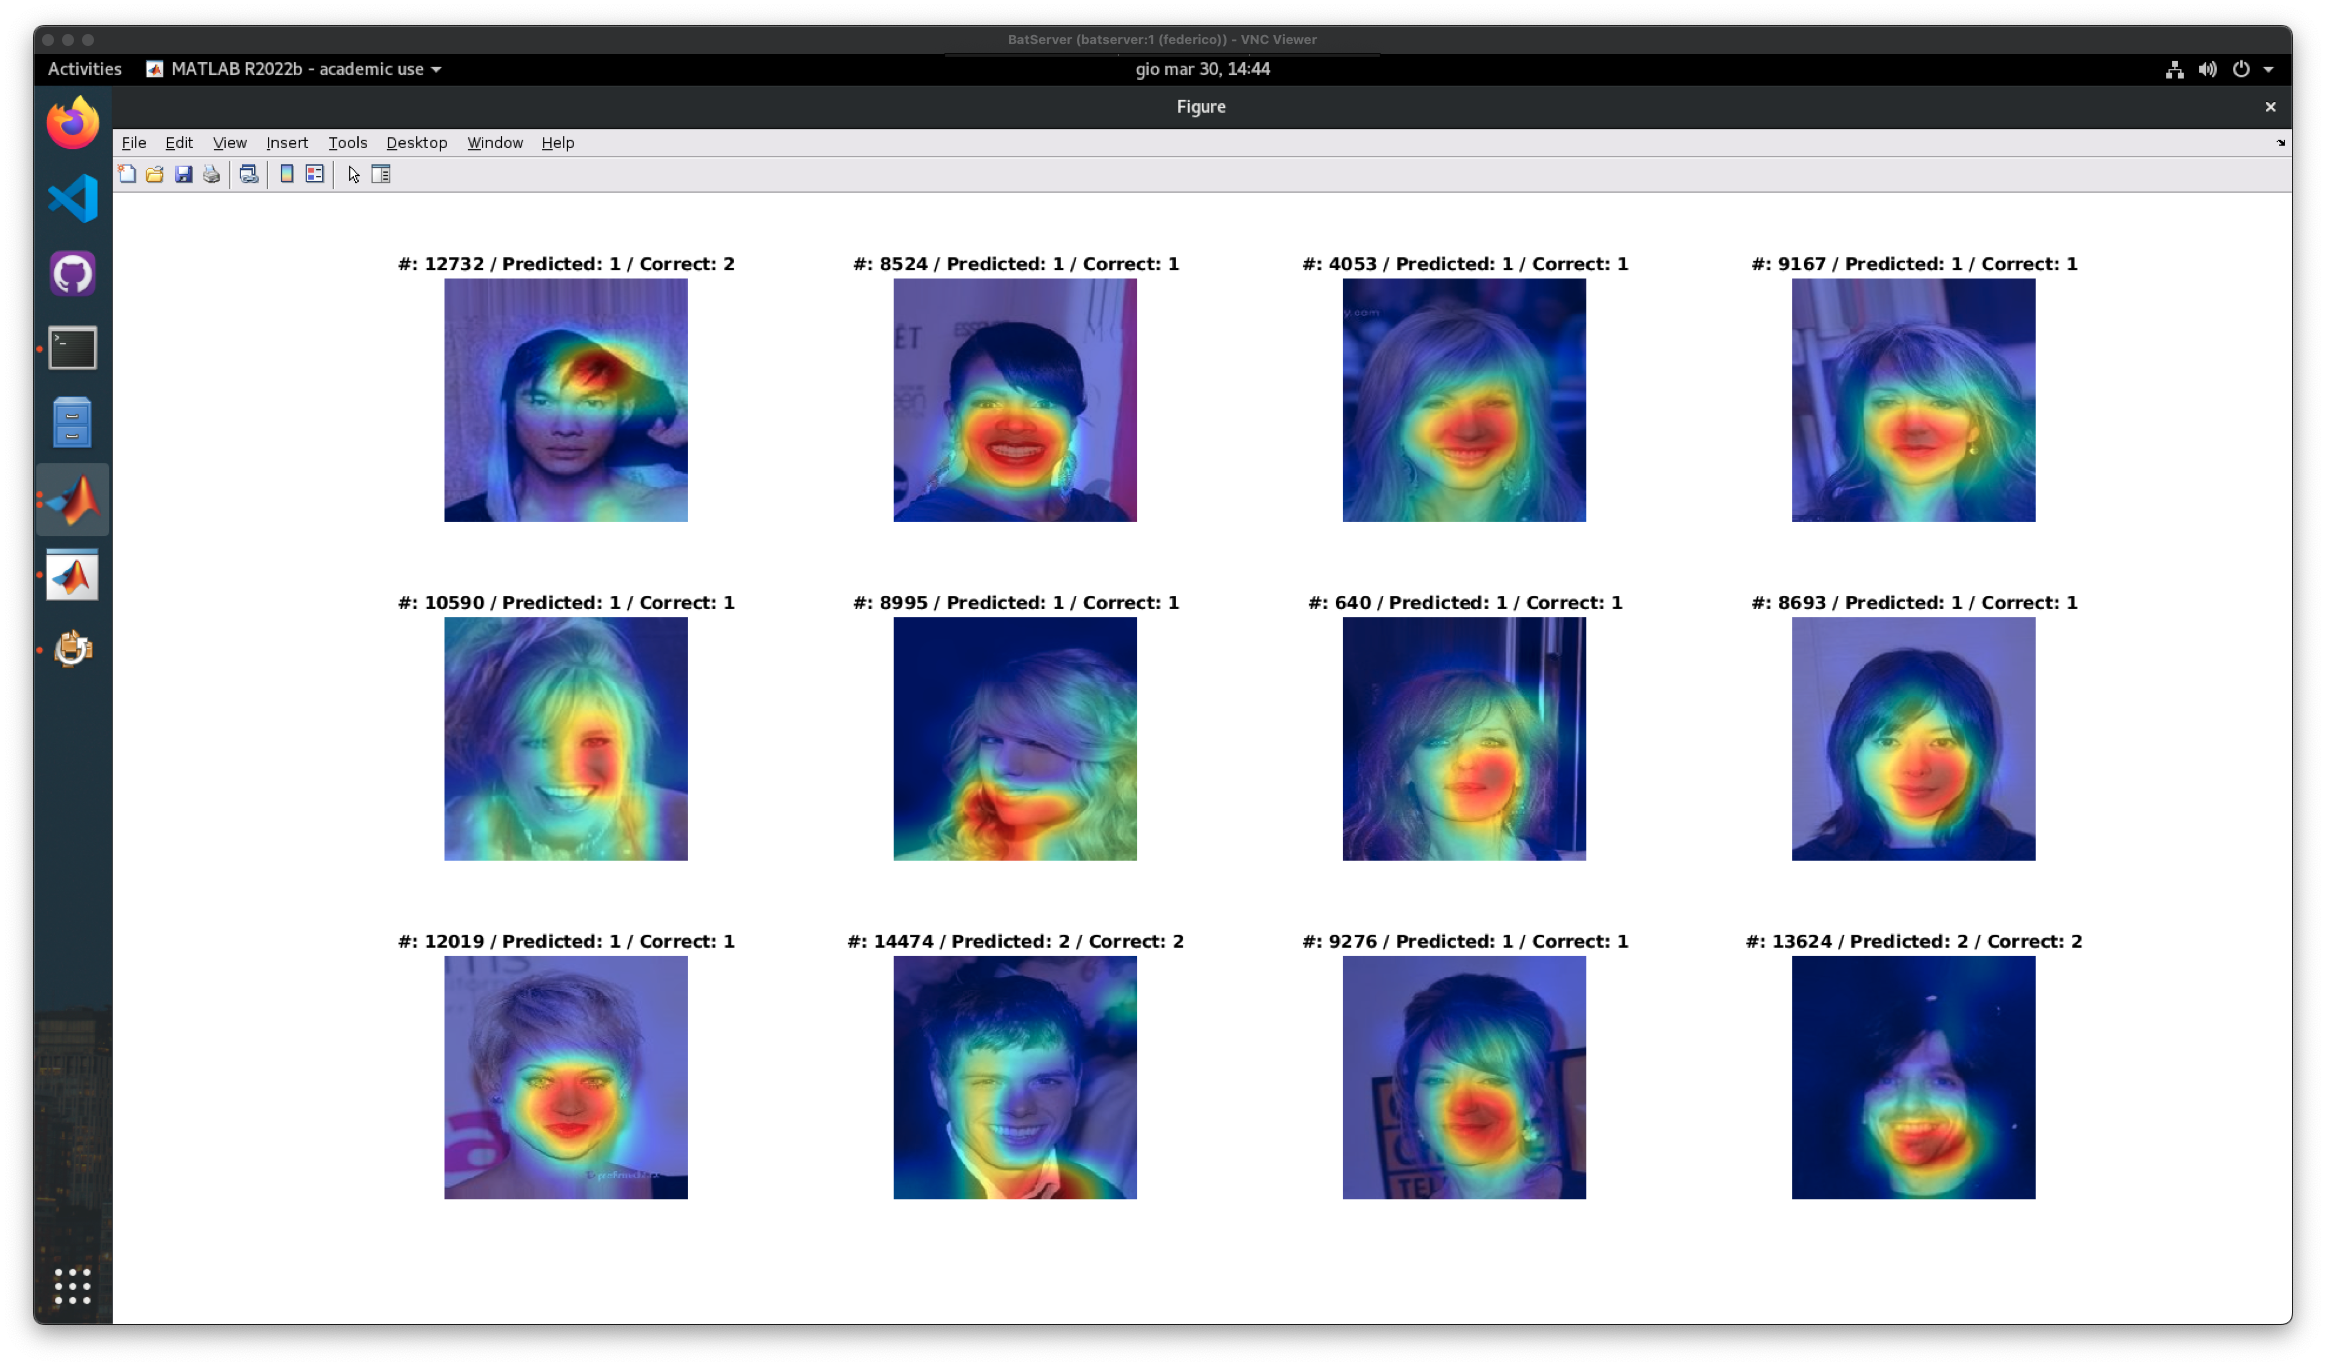 BatServer (batserver:1 (federico)) - VNC Viewer
Activities MATLAB R2022b - academic use gio mar 30, 14:44
Figure
File Edit View Insert Tools Desktop Window Help
#: 12732 / Predicted: 1 / Correct: 2
#: 8524 / Predicted: 1 / Correct: 1
#: 4053 / Predicted: 1 / Correct: 1
#: 9167 / Predicted: 1 / Correct: 1
#: 10590 / Predicted: 1 / Correct: 1
#: 8995 / Predicted: 1 / Correct: 1
#: 640 / Predicted: 1 / Correct: 1
#: 8693 / Predicted: 1 / Correct: 1
#: 12019 / Predicted: 1 / Correct: 1
#: 14474 / Predicted: 2 / Correct: 2
#: 9276 / Predicted: 1 / Correct: 1
#: 13624 / Predicted: 2 / Correct: 2